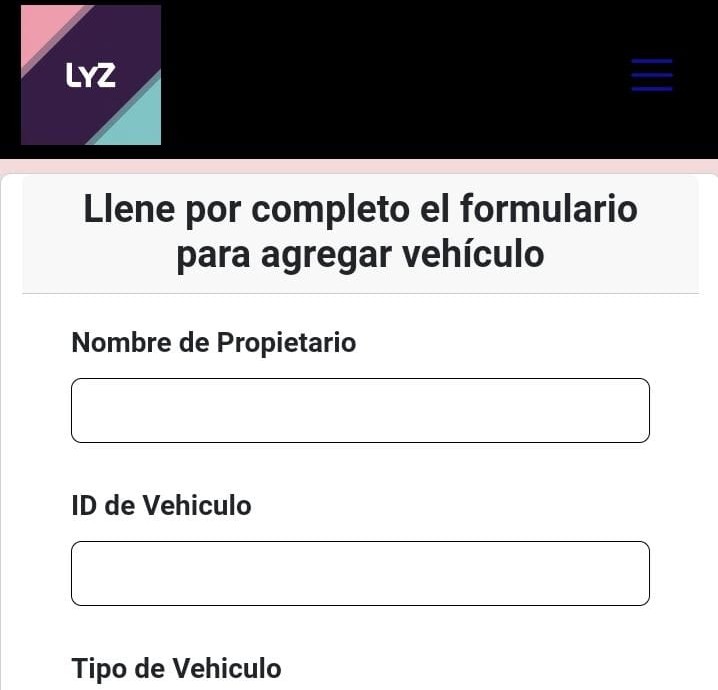 LYZ
Llene por completo el formulario
para agregar vehículo
Nombre de Propietario
ID de Vehiculo
Tipo de Vehiculo